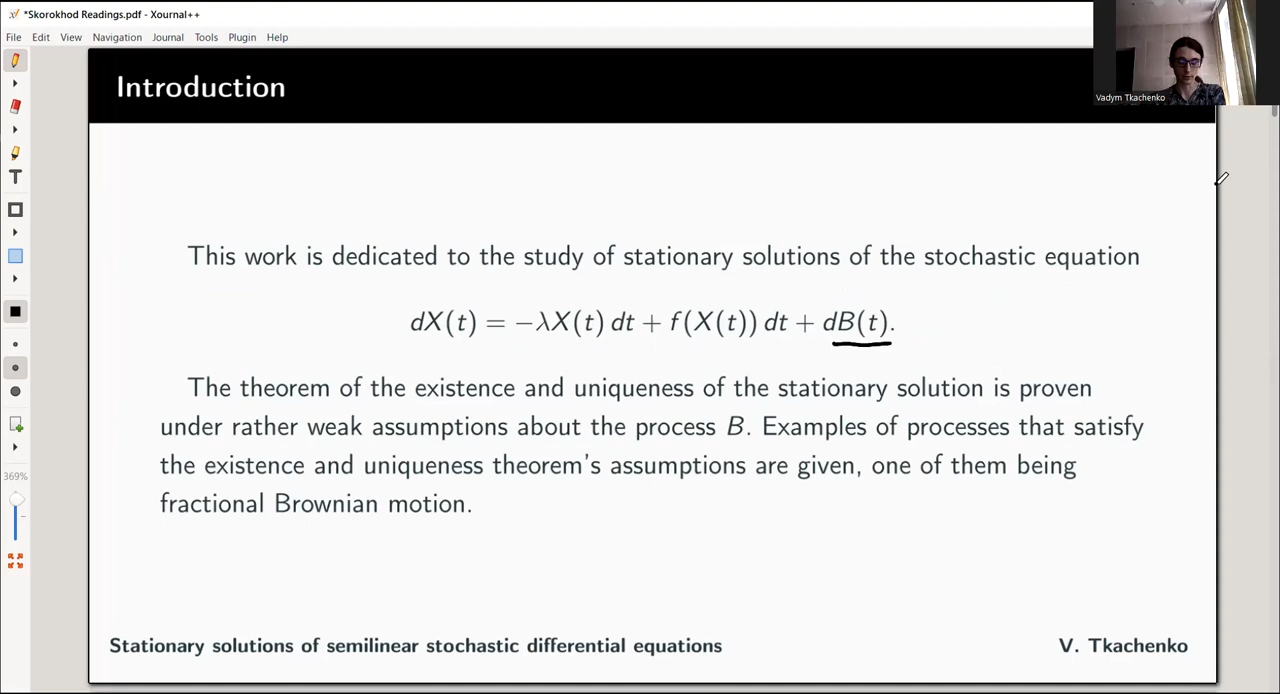 *Skorokhod Readings.pdf - Xournal++
File Edit View Navigation Journal Tools Plugin Help
Introduction
Vadym Tkachenko
This work is dedicated to the study of stationary solutions of the stochastic equation
dX(t) = −λX(t) dt + f(X(t)) dt + dB(t).
The theorem of the existence and uniqueness of the stationary solution is proven
under rather weak assumptions about the process B. Examples of processes that satisfy
the existence and uniqueness theorem's assumptions are given, one of them being
fractional Brownian motion.
369%
Stationary solutions of semilinear stochastic differential equations
V. Tkachenko